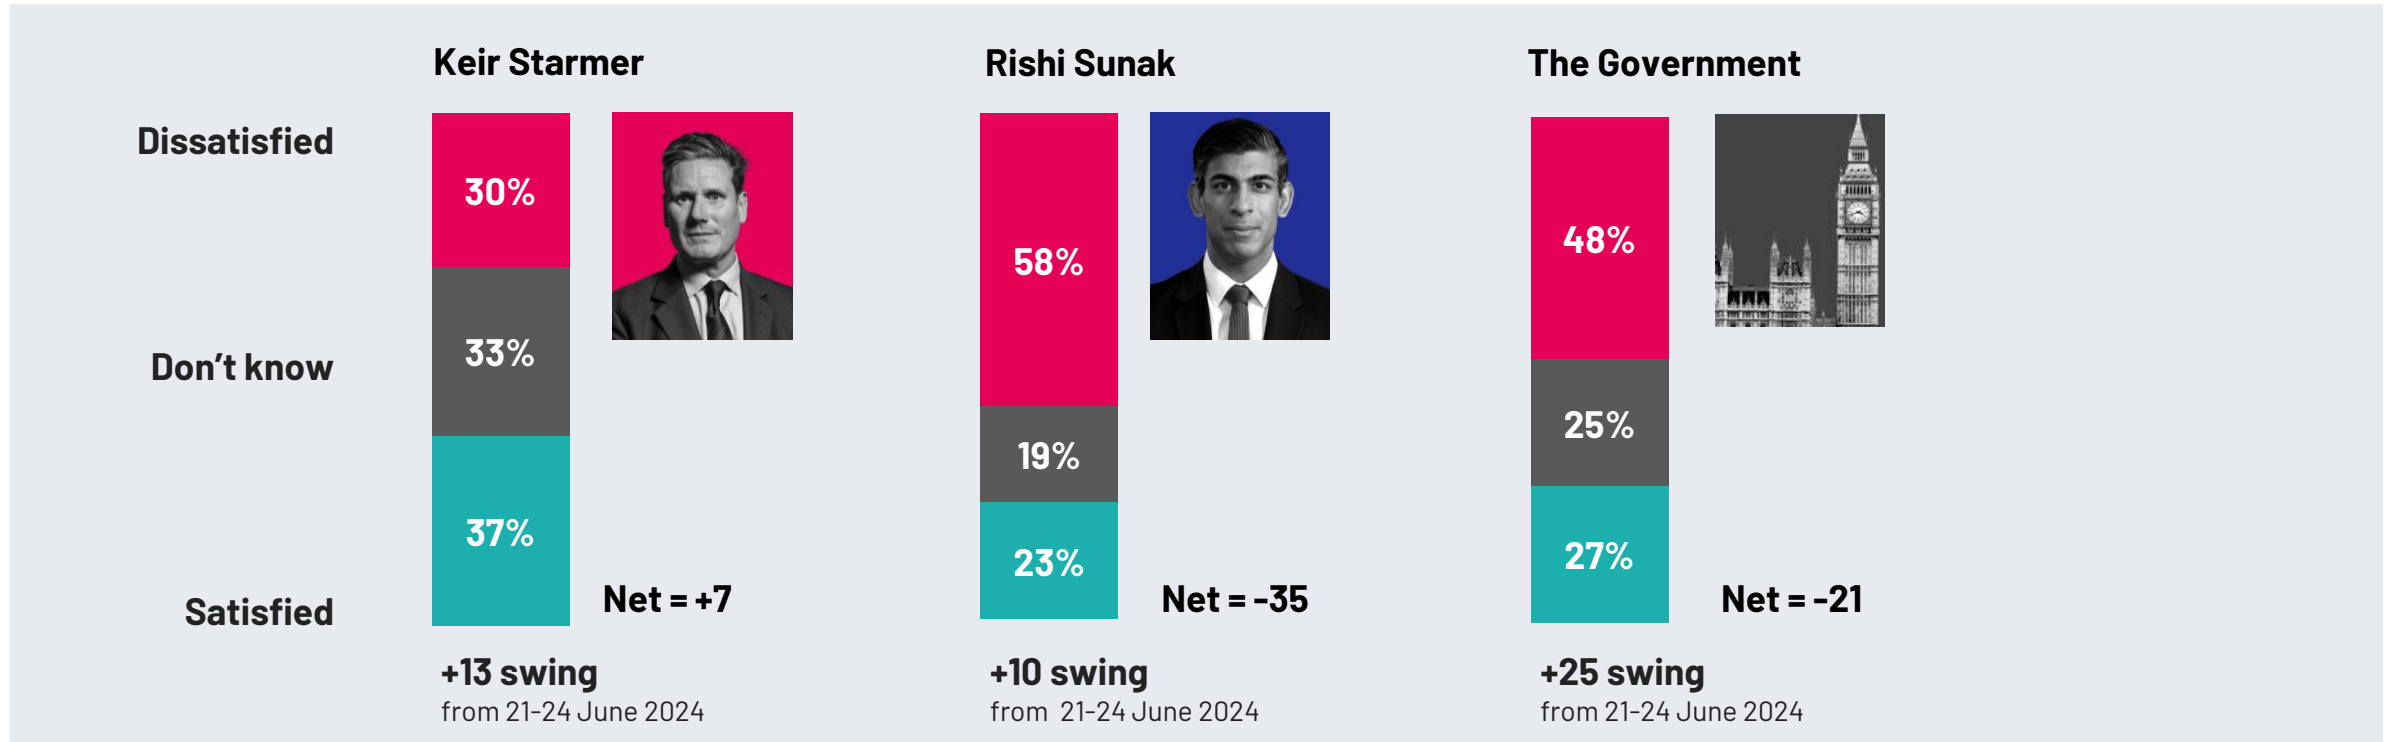 Keir Starmer
Rishi Sunak
The Government
Dissatisfied
30%
58%
48%
Don’t know
33%
19%
25%
Satisfied
37%
23%
27%
Net = +7
Net = -35
Net = -21
+13 swing
from 21-24 June 2024
+10 swing
from  21-24 June 2024
+25 swing
from 21-24 June 2024